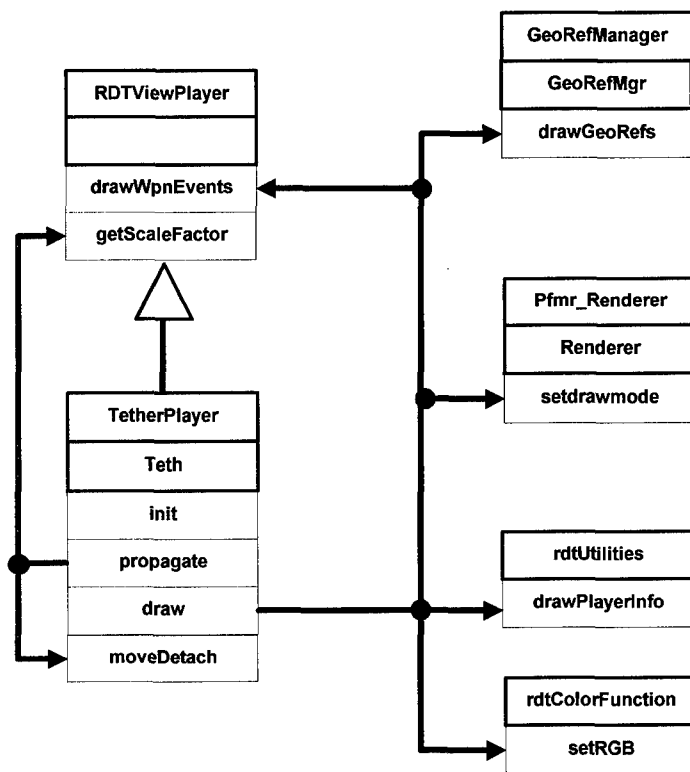 GeoRefManager
GeoRefMgr
drawGeoRefs
RDTViewPlayer
drawWpnEvents
getScaleFactor
Pfmr_Renderer
Renderer
setdrawmode
TetherPlayer
Teth
init
propagate
draw
moveDetach
rdtUtilities
drawPlayerInfo
rdtColorFunction
setRGB